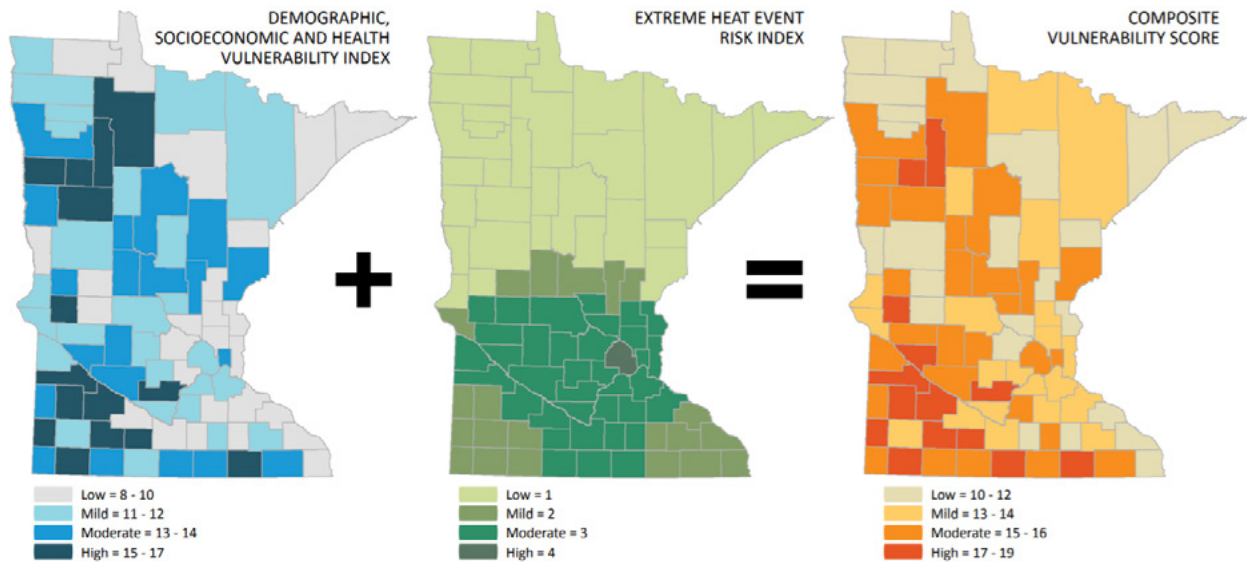 DEMOGRAPHIC,
SOCIOECONOMIC AND HEALTH
VULNERABILITY INDEX
Low = 8 - 10
Mild = 11 - 12
Moderate = 13 - 14
High = 15 - 17
+
EXTREME HEAT EVENT
RISK INDEX
Low = 1
Mild = 2
Moderate = 3
High = 4
=
COMPOSITE
VULNERABILITY SCORE
Low = 10 - 12
Mild = 13 - 14
Moderate = 15 - 16
High = 17 - 19